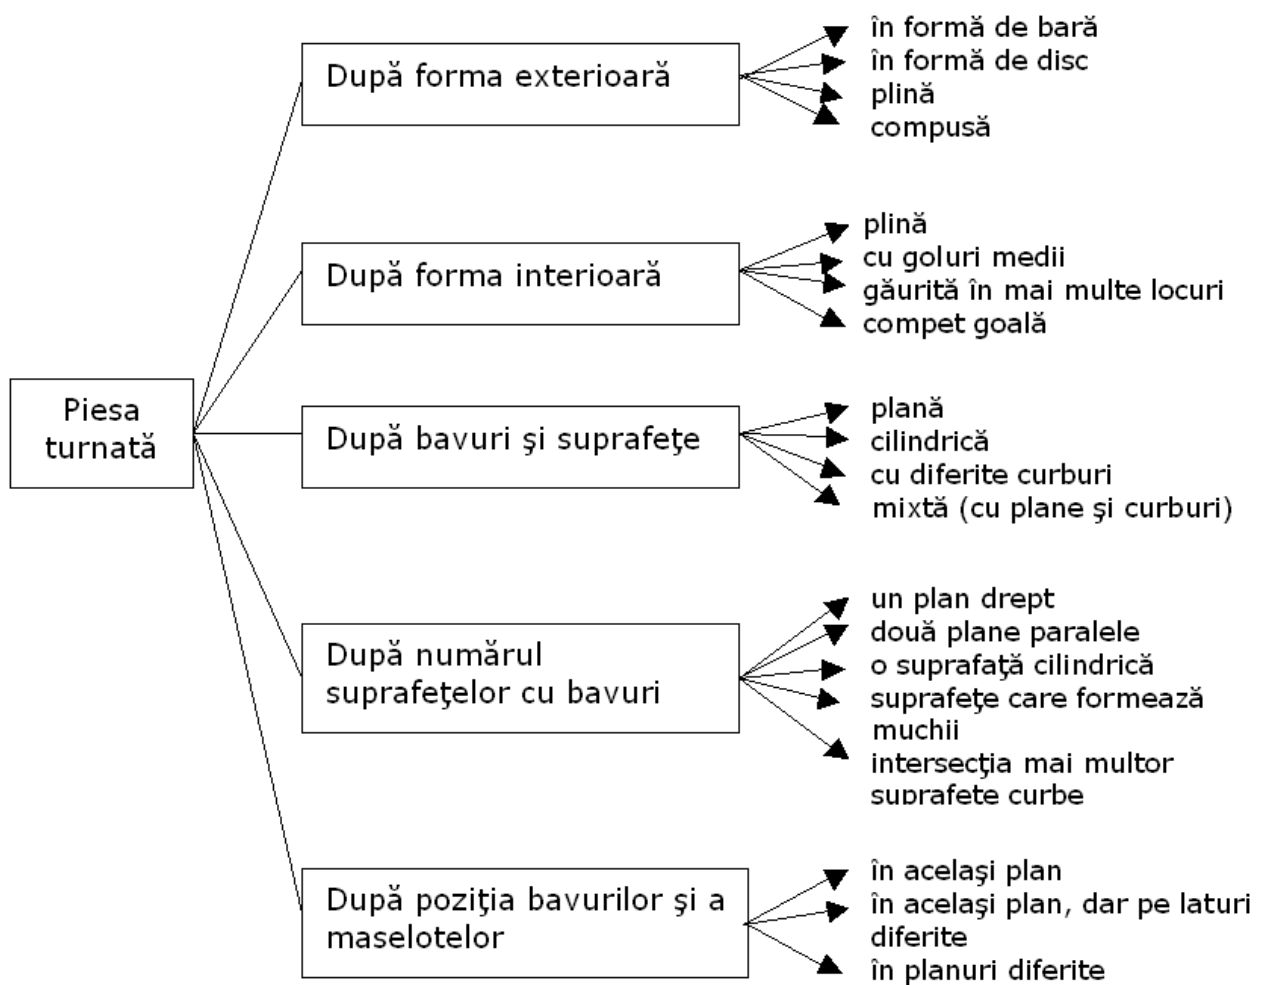 Piesa
turnată
După forma exterioară
în formă de bară
în formă de disc
plină
compusă
După forma interioară
plină
cu goluri medii
găurită în mai multe locuri
compet goală
După bavuri şi suprafeţe
plană
cilindrică
cu diferite curburi
mixtă (cu plane şi curburi)
După numărul
suprafeţelor cu bavuri
un plan drept
două plane paralele
o suprafaţă cilindrică
suprafeţe care formează
muchii
intersecţia mai multor
suprafete curbe
După poziţia bavurilor şi a
maselotelor
în acelaşi plan
în acelaşi plan, dar pe laturi
diferite
în planuri diferite